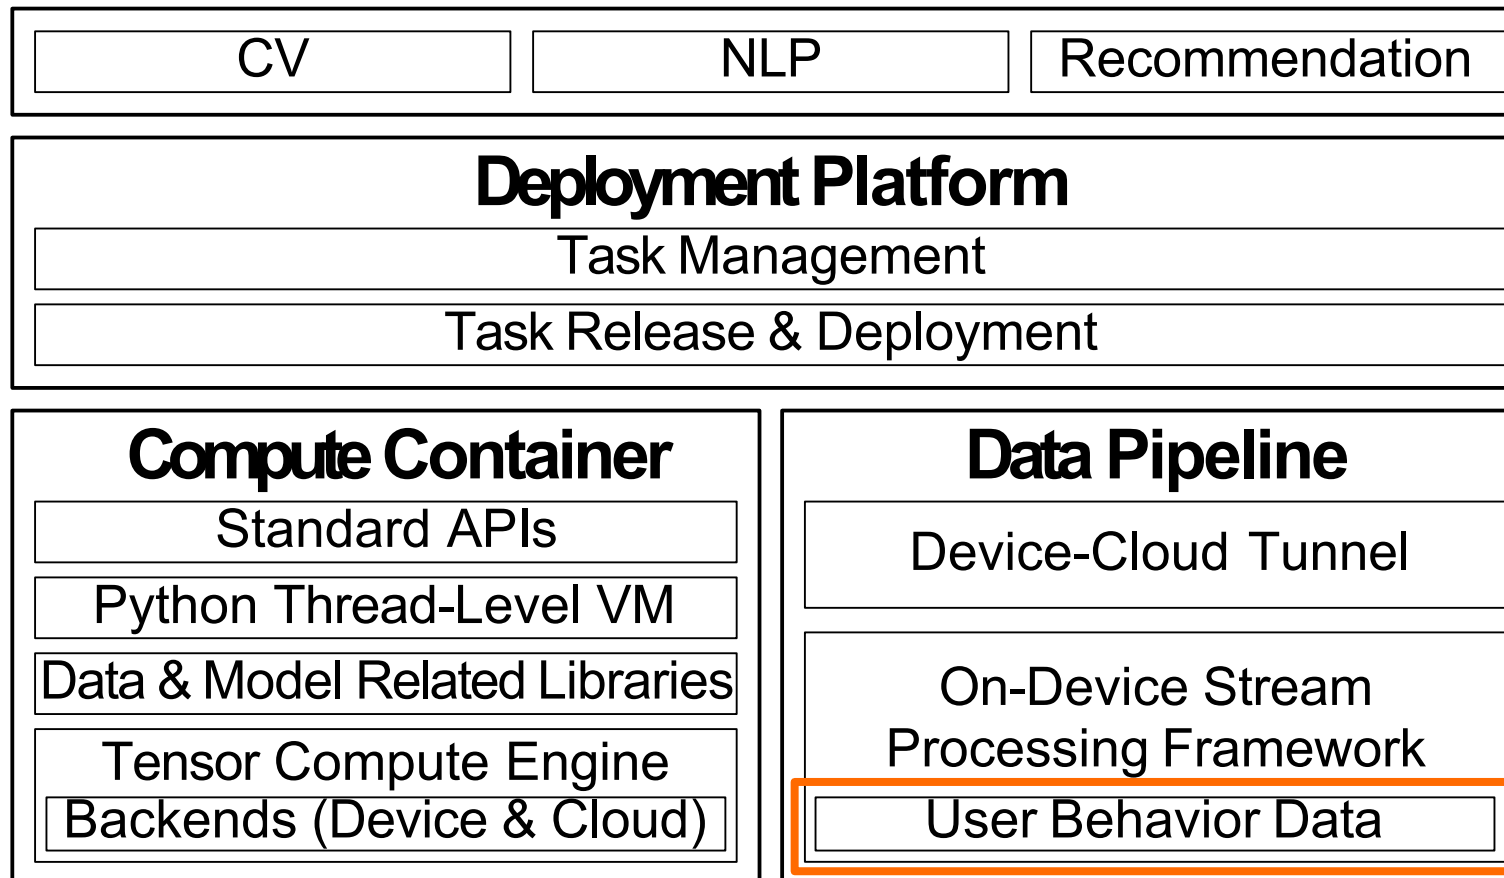 CV
NLP
Recommendation
Deployment Platform
Task Management
Task Release & Deployment
Compute Container
Standard APIs
Python Thread-Level VM
Data & Model Related Libraries
Tensor Compute Engine
Backends (Device & Cloud)
Data Pipeline
Device-Cloud Tunnel
On-Device Stream
Processing Framework
User Behavior Data